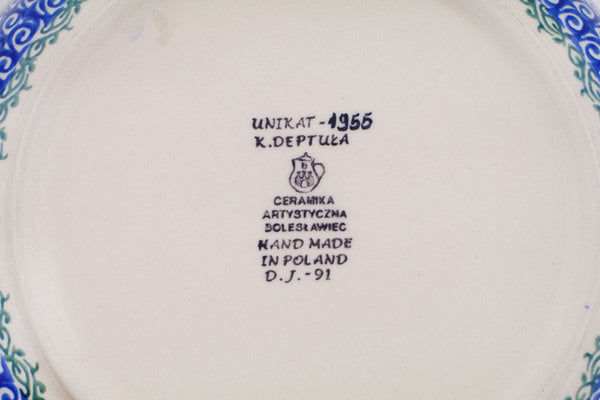 UNIKAT-1955
K. DEPTUŁA
B
CERAMIKA
ARTYSTYCZNA
BOLESŁAWIEC
HAND MADE
IN POLAND
D.J.-91